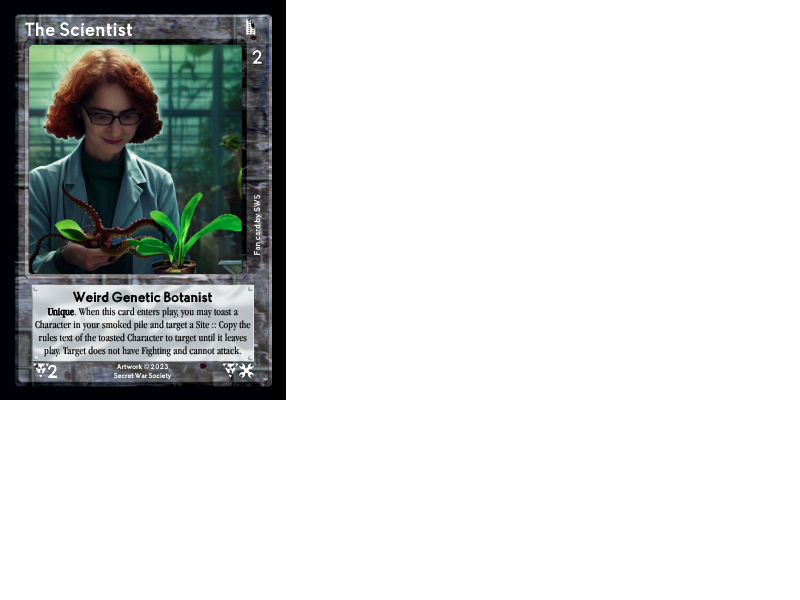 The Scientist
2
Fan card by SWS
Weird Genetic Botanist
Unique. When this card enters play, you may toast a
Character in your smoked pile and target a Site :: Copy the
rules text of the toasted Character to target until it leaves
play. Target does not have Fighting and cannot attack.
2
Artwork © 2023
Secret War Society